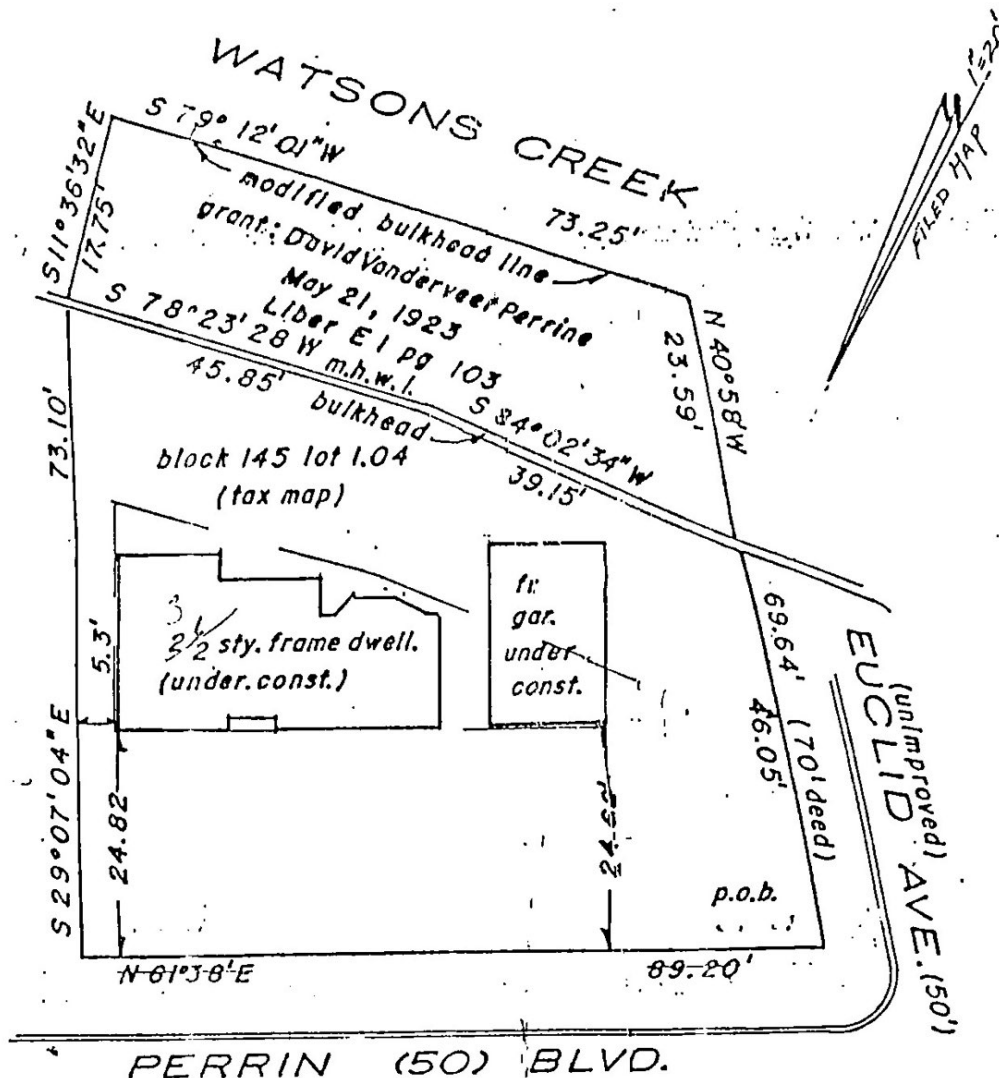 WATSONS CREEK
1"=20'
FILED MAP
S 79° 12' 01" W
73.25'
modified bulkhead line
grant: David Vanderveer Perrine
May 21, 1923
Liber E 1 pg 103
S 11° 36' 32" E
17.75'
S 78° 23' 28 W m.h.w.l.
45.85'
bulkhead
S 84° 02' 34" W
39.15'
N 40° 58' W
23.59'
73.10'
block 145 lot 1.04
(tax map)
3
2 1/2 sty. frame dwell.
(under.const.)
fr.
gar.
under
const.
5.3'
69.64' (70' deed)
46.05'
EUCLID AVE. (50')
(unimproved)
S 29° 07' 04" E
24.82
p.o.b.
N 61° 38' E
89.20'
PERRIN (50) BLVD.